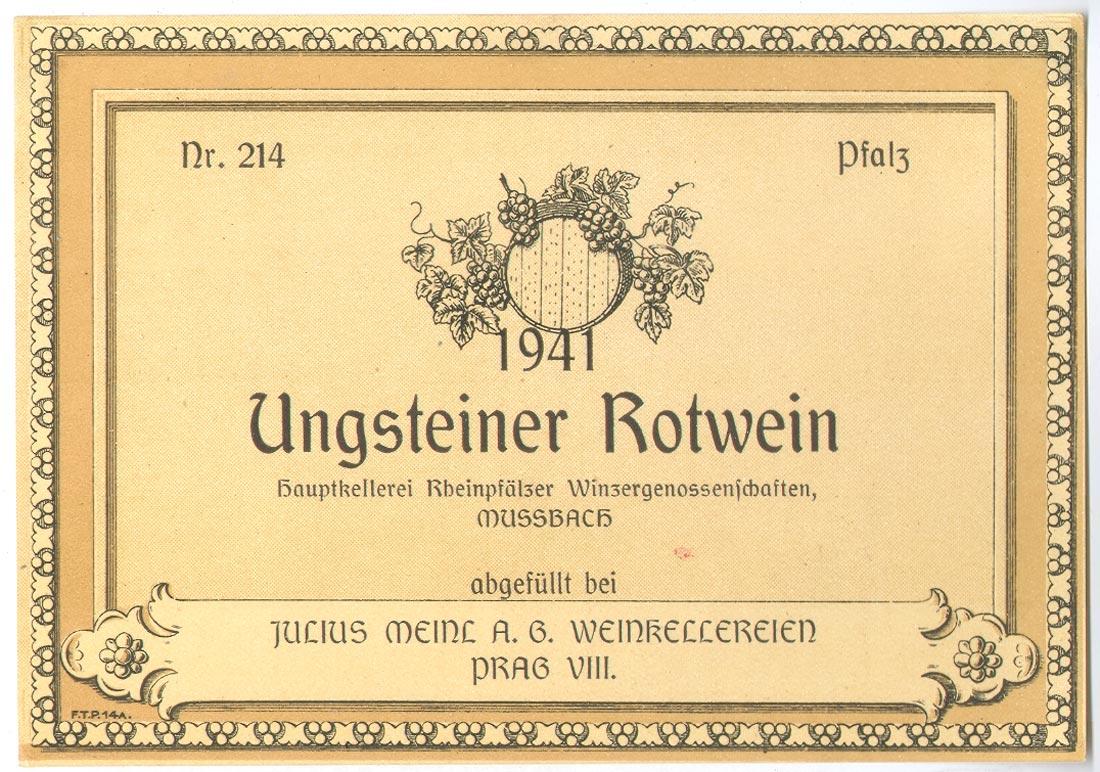 Nr. 214
Pfalz
1941
Ungsteiner Rotwein
Hauptkellerei Rheinpfälzer Winzergenossenschaften,
MUSSBACH
abgefüllt bei
JULIUS MEINL A. G. WEINKELLEREIEN
PRAG VIII.
F.T.P.14A.